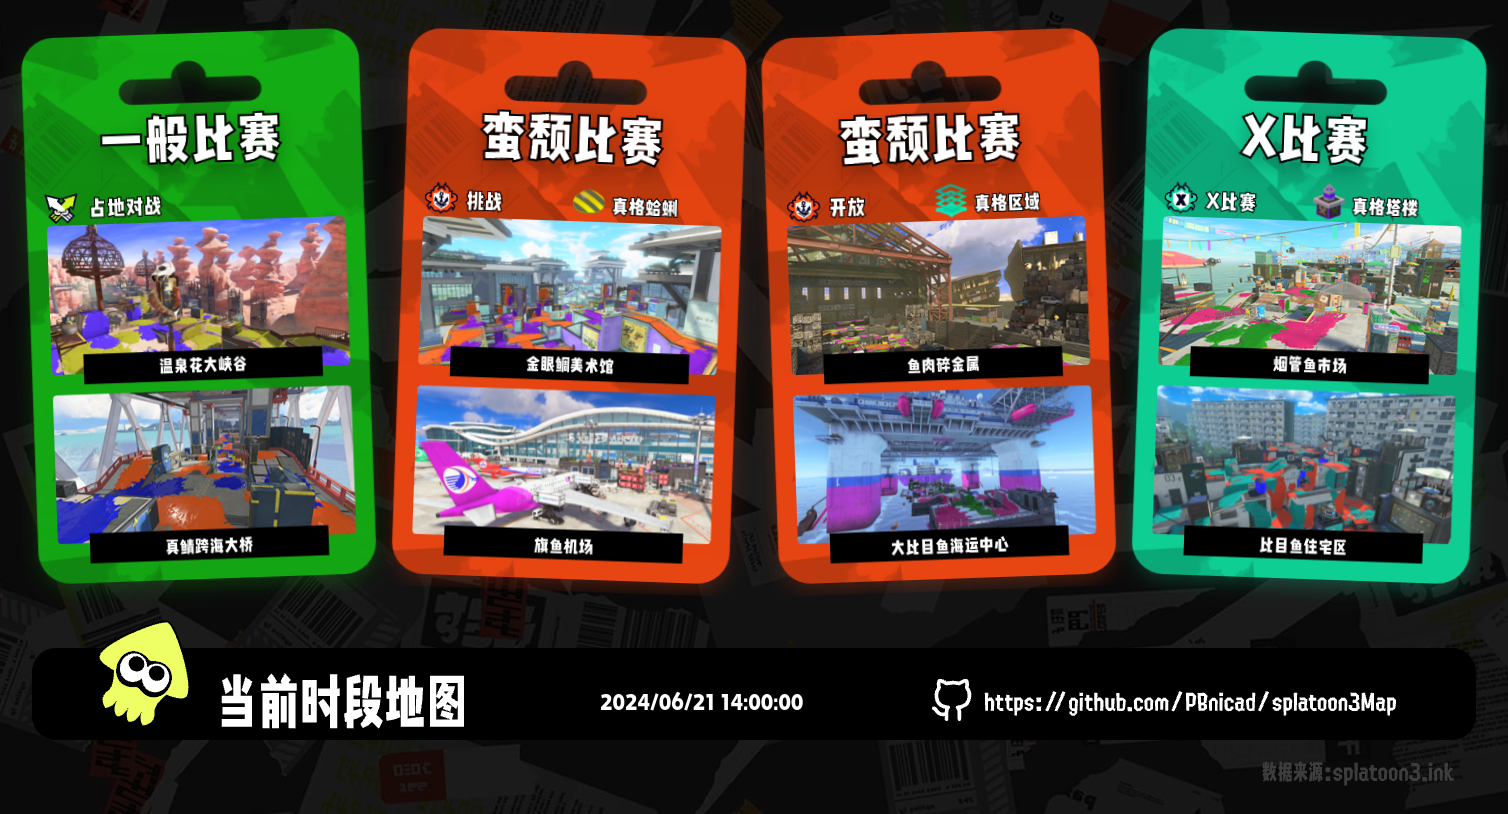 一般比赛
占地对战
温泉花大峡谷
真鲷跨海大桥
蛮颓比赛
挑战
真格蛤蜊
金眼鲷美术馆
旗鱼机场
蛮颓比赛
开放
真格区域
鱼肉碎金属
大比目鱼海运中心
X比赛
X比赛
真格塔楼
烟管鱼市场
比目鱼住宅区
当前时段地图
2024/06/21 14:00:00
https://github.com/PBnicad/splatoon3Map
数据来源:splatoon3.ink